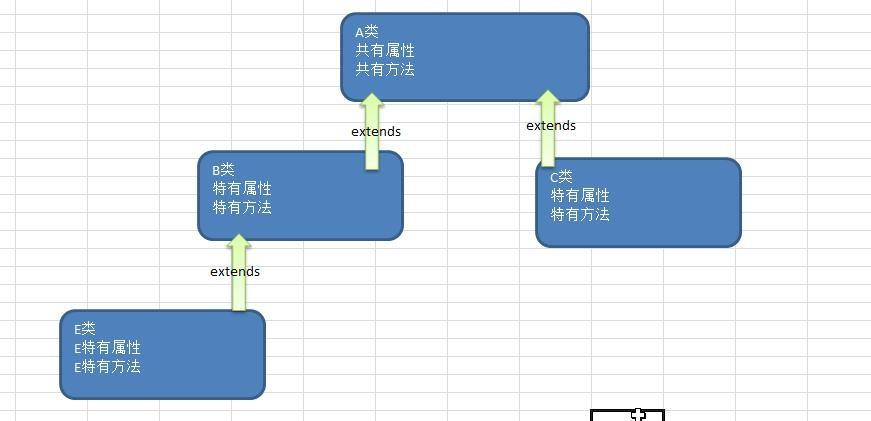 A类
共有属性
共有方法
extends
extends
B类
特有属性
特有方法
C类
特有属性
特有方法
extends
E类
E特有属性
E特有方法